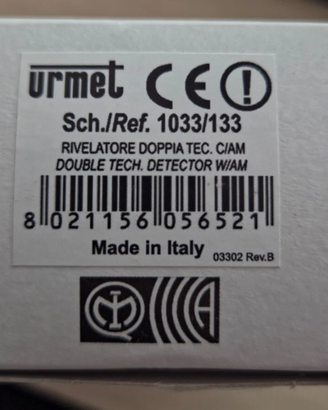 urmet CE !
Sch./Ref. 1033/133
RIVELATORE DOPPIA TEC. C/AM
DOUBLE TECH. DETECTOR W/AM
8 021156 056521
Made in Italy
03302 Rev.B